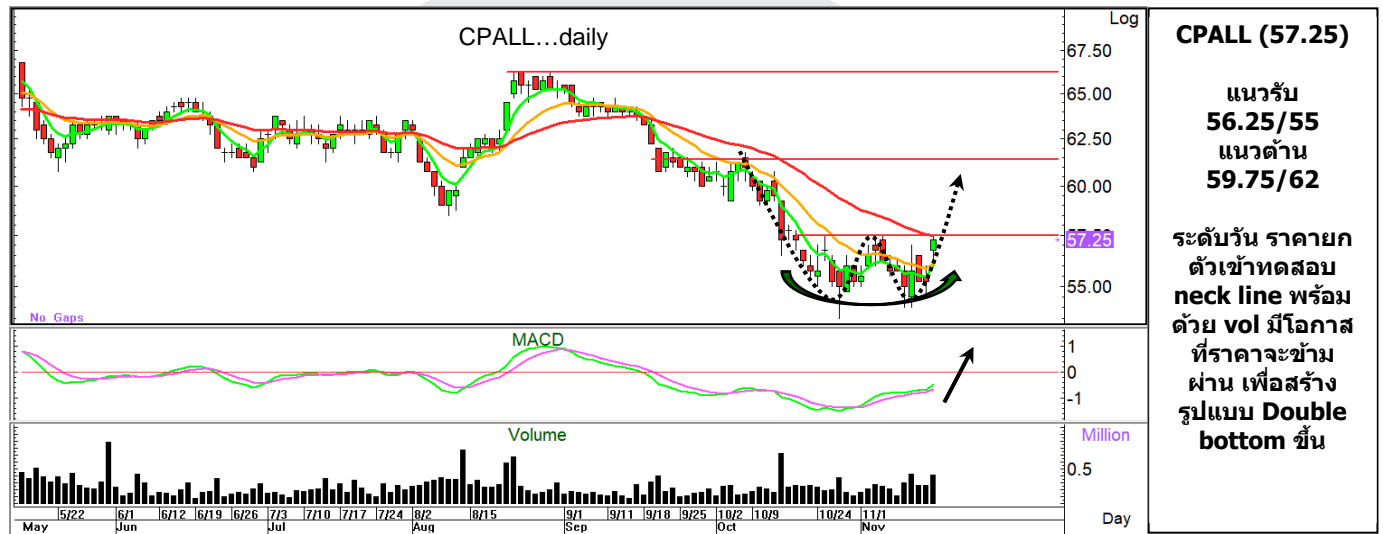 CPALL…daily
Log
67.50
65.00
62.50
60.00
57.25
55.00
No Gaps
MACD
1
0
-1
Volume
Million
0.5
5/22 6/1 6/12 6/19 6/26 7/3 7/10 7/17 7/24 8/2 8/15 9/1 9/11 9/18 9/25 10/2 10/9 10/24 11/1
May Jun Jul Aug Sep Oct Nov
Day
CPALL (57.25)
แนวรับ
56.25/55
แนวต้าน
59.75/62
ระดับวัน ราคายก
ตัวเข้าทดสอบ
neck line พร้อม
ด้วย vol มีโอกาส
ที่ราคาจะข้าม
ผ่าน เพื่อสร้าง
รูปแบบ Double
bottom ขึ้น